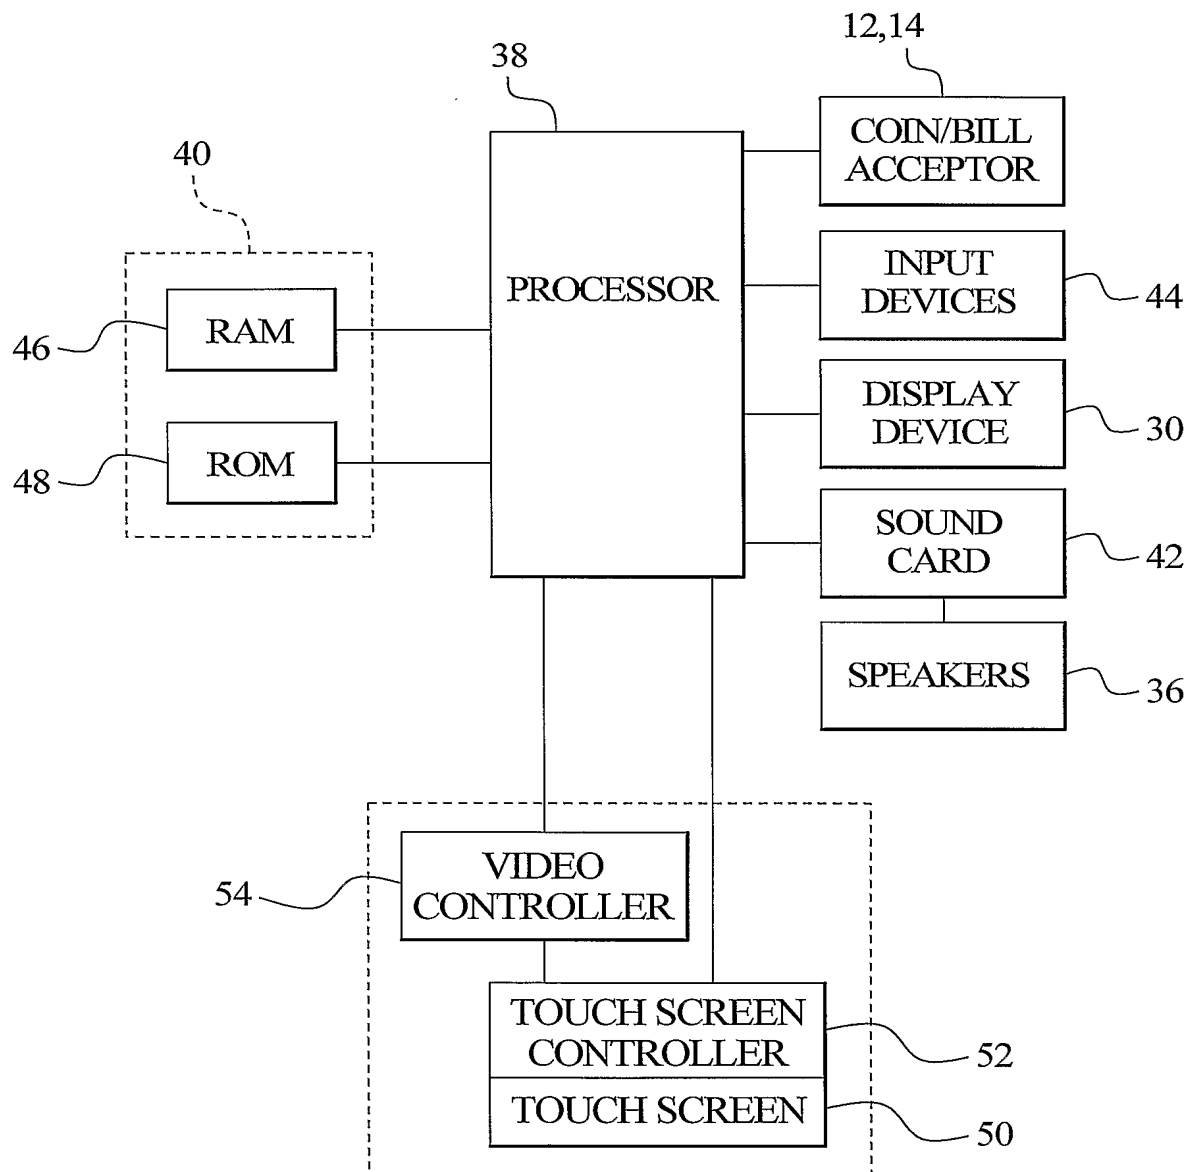 12,14
38
COIN/BILL
ACCEPTOR
40
PROCESSOR
INPUT
DEVICES
44
46
RAM
DISPLAY
DEVICE
30
48
ROM
SOUND
CARD
42
SPEAKERS
36
54
VIDEO
CONTROLLER
TOUCH SCREEN
CONTROLLER
52
TOUCH SCREEN
50